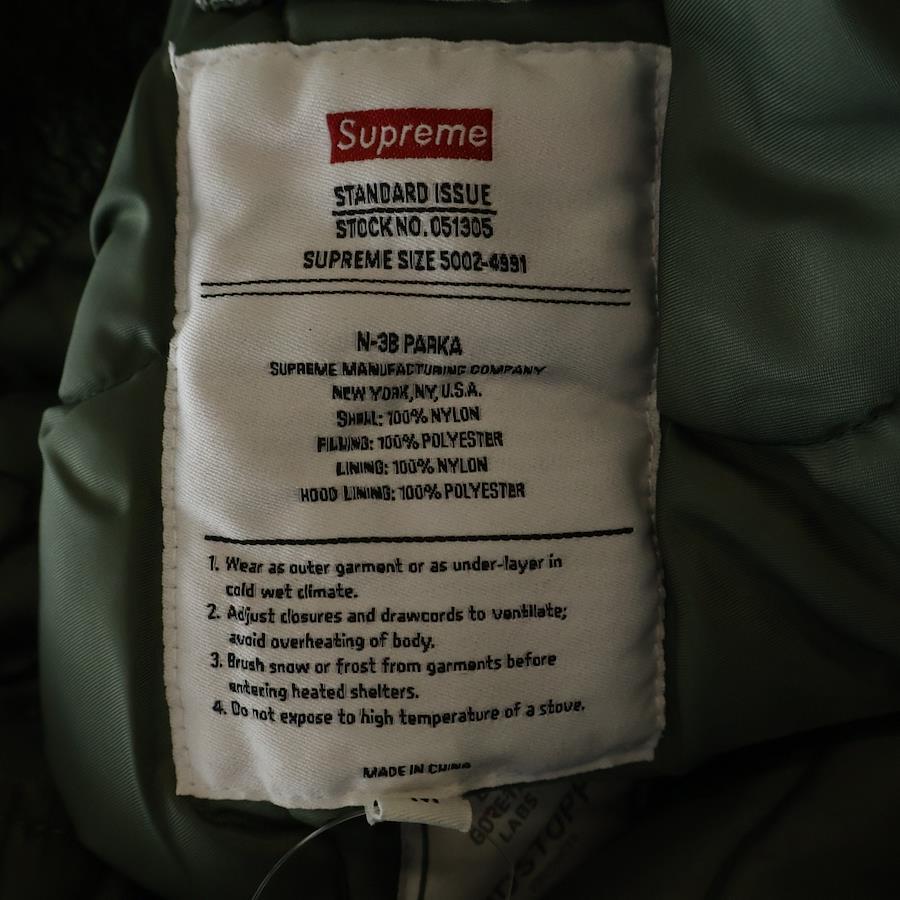 Supreme
STANDARD ISSUE
STOCK NO. 051305
SUPREME SIZE 5002-4991
N-3B PARKA
SUPREME MANUFACTURING COMPANY
NEW YORK, NY, U.S.A.
SHELL: 100% NYLON
FILLING: 100% POLYESTER
LINING: 100% NYLON
HOOD LINING: 100% POLYESTER
1. Wear as outer garment or as under-layer in
cold wet climate.
2. Adjust closures and drawcords to ventilate;
avoid overheating of body.
3. Brush snow or frost from garments before
entering heated shelters.
4. Do not expose to high temperature of a stove.
MADE IN CHINA
LABS